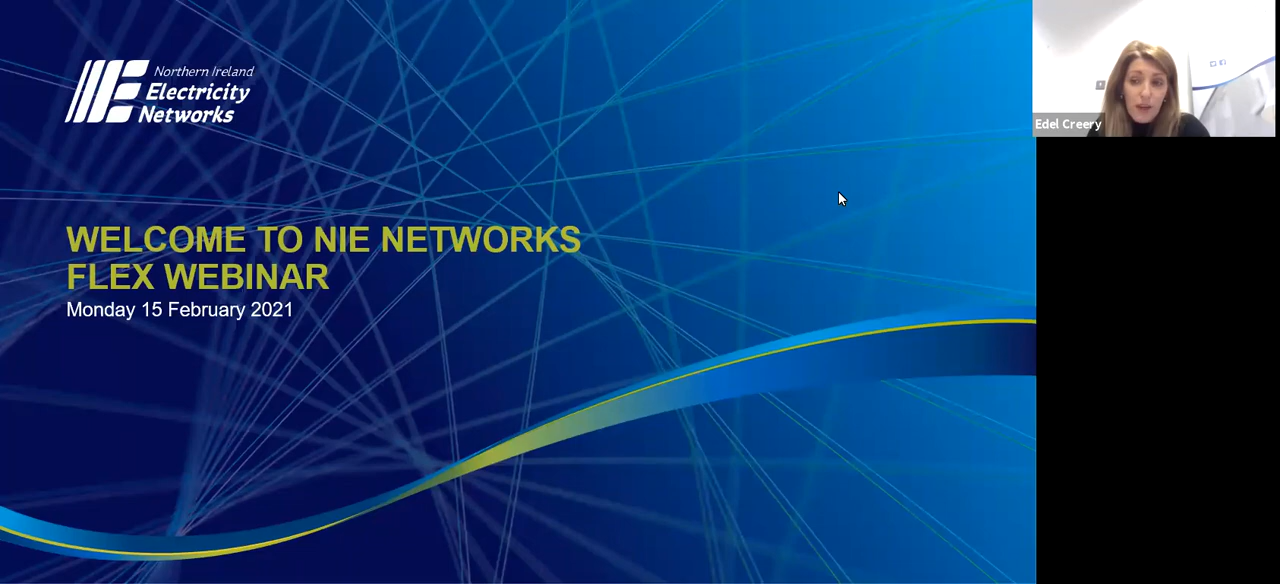 Northern Ireland
Electricity
Networks
WELCOME TO NIE NETWORKS
FLEX WEBINAR
Monday 15 February 2021
Edel Creery